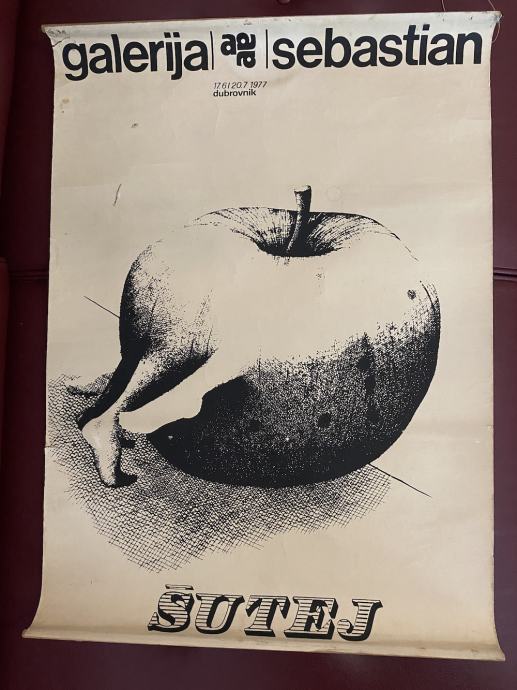 galerija sebastian
17.6 | 20.7 1977
dubrovnik
ŠUTEJ